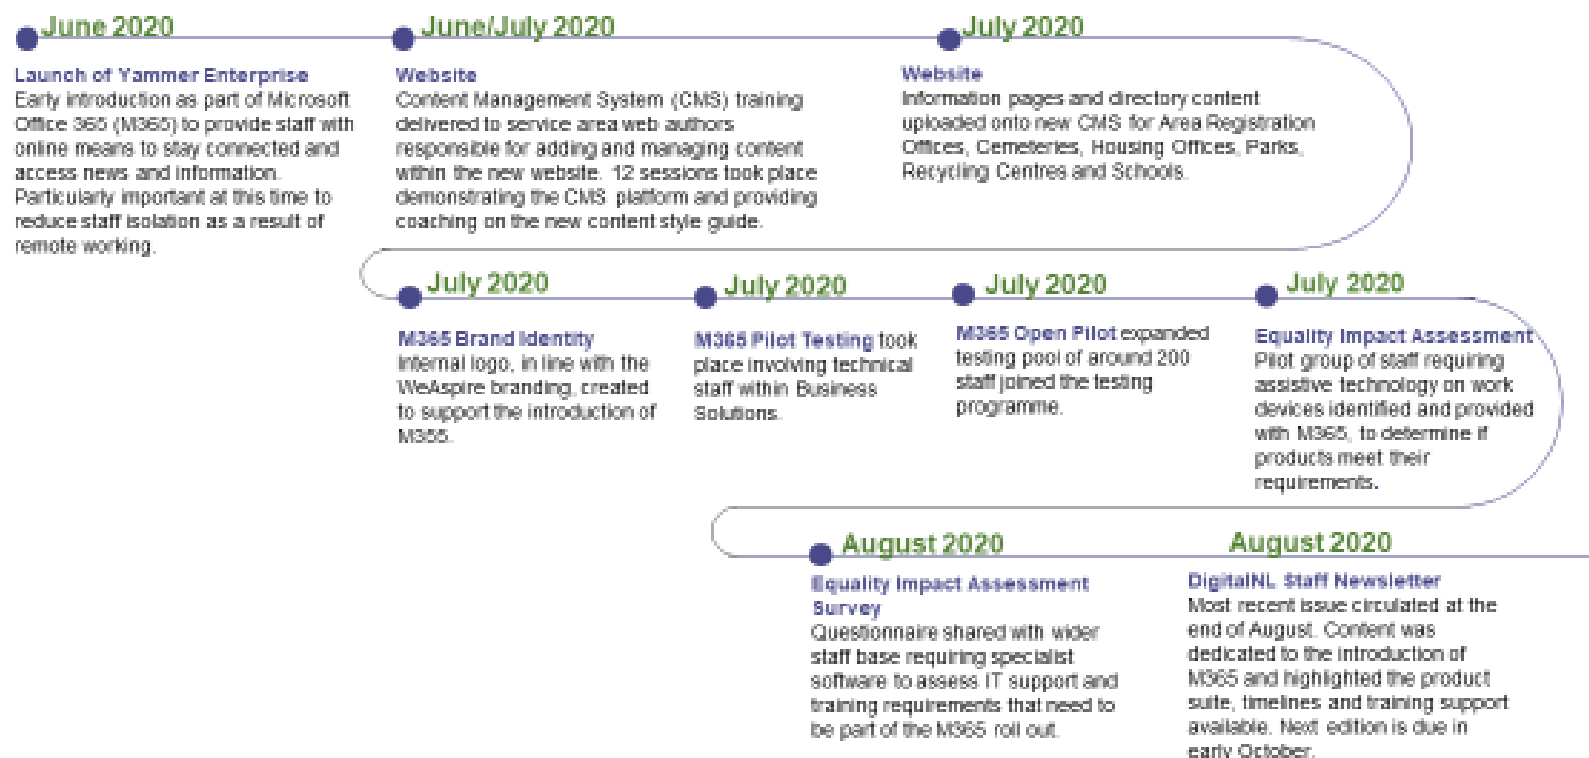 June 2020
Launch of Yammer Enterprise
Early introduction as part of Microsoft
Office 365 (M365) to provide staff with
online means to stay connected and
access news and information.
Particularly important at this time to
reduce staff isolation as a result of
remote working.
June/July 2020
Website
Content Management System (CMS) training
delivered to service area web authors
responsible for adding and managing content
within the new website. 12 sessions took place
demonstrating the CMS platform and providing
coaching on the new content style guide.
July 2020
Website
Information pages and directory content
uploaded onto new CMS for Area Registration
Offices, Cemeteries, Housing Offices, Parks,
Recycling Centres and Schools.
July 2020
M365 Brand Identity
Internal logo, in line with the
WeAspire branding, created
to support the introduction of
M365.
July 2020
M365 Pilot Testing took
place involving technical
staff within Business
Solutions.
July 2020
M365 Open Pilot expanded
testing pool of around 200
staff joined the testing
programme.
July 2020
Equality Impact Assessment
Pilot group of staff requiring
assistive technology on work
devices identified and provided
with M365, to determine if
products meet their
requirements.
August 2020
Equality Impact Assessment
Survey
Questionnaire shared with wider
staff base requiring specialist
software to assess IT support and
training requirements that need to
be part of the M365 roll out.
August 2020
DigitalNL Staff Newsletter
Most recent issue circulated at the
end of August. Content was
dedicated to the introduction of
M365 and highlighted the product
suite, timelines and training support
available. Next edition is due in
early October.